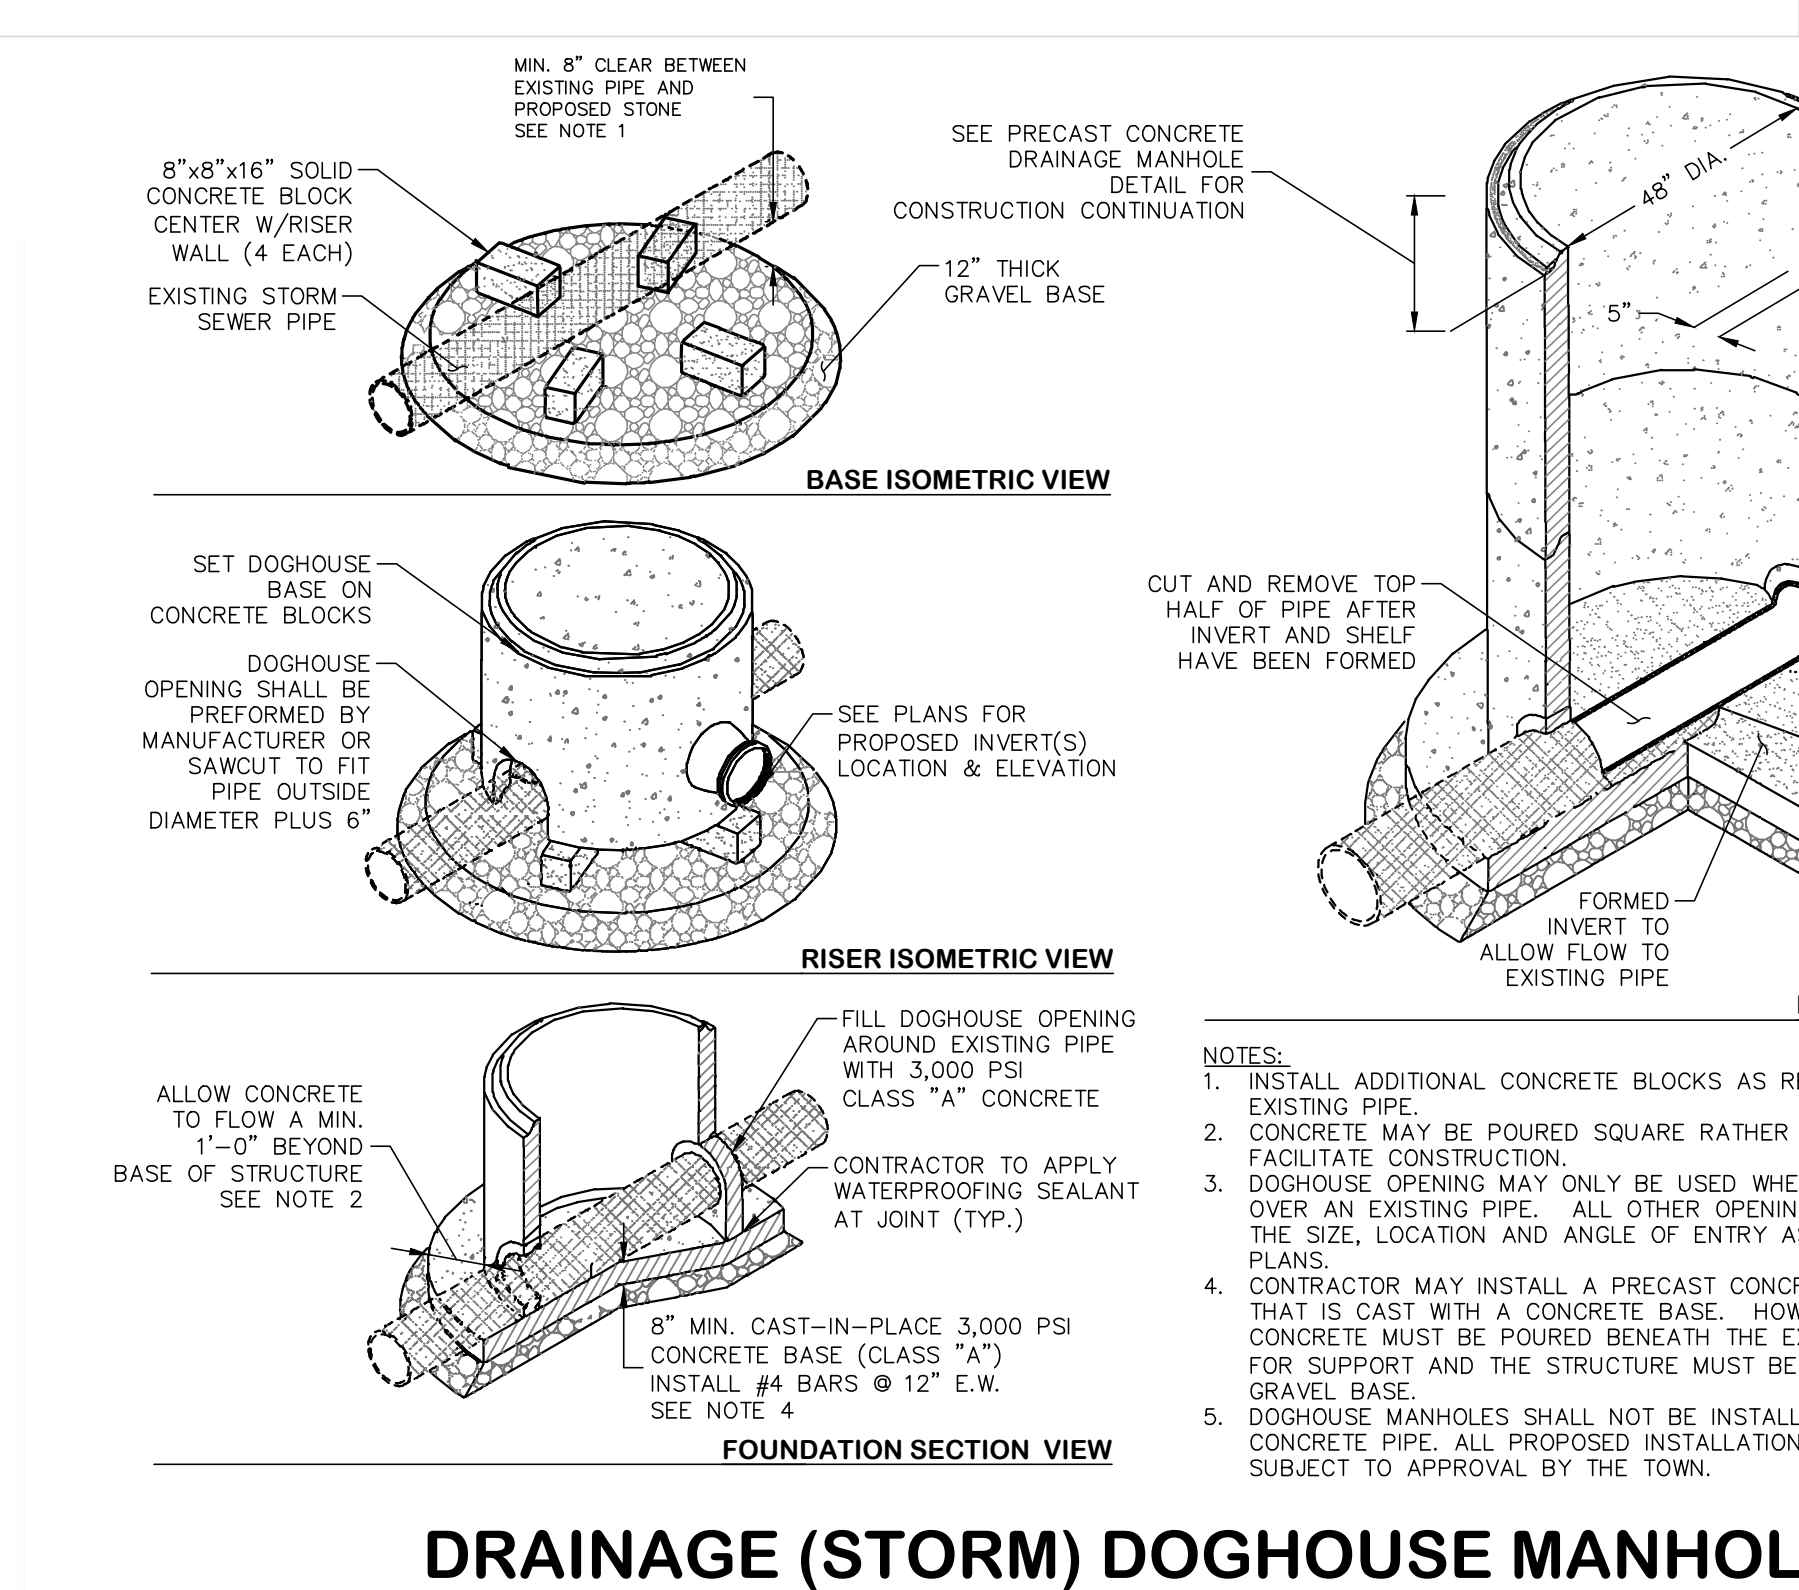 MIN. 8" CLEAR BETWEEN
EXISTING PIPE AND
PROPOSED STONE
SEE NOTE 1
8"x8"x16" SOLID
CONCRETE BLOCK
CENTER W/RISER
WALL (4 EACH)
EXISTING STORM
SEWER PIPE
12" THICK
GRAVEL BASE
BASE ISOMETRIC VIEW
SET DOGHOUSE
BASE ON
CONCRETE BLOCKS
DOGHOUSE
OPENING SHALL BE
PREFORMED BY
MANUFACTURER OR
SAWCUT TO FIT
PIPE OUTSIDE
DIAMETER PLUS 6"
SEE PLANS FOR
PROPOSED INVERT(S)
LOCATION & ELEVATION
RISER ISOMETRIC VIEW
FILL DOGHOUSE OPENING
AROUND EXISTING PIPE
WITH 3,000 PSI
CLASS "A" CONCRETE
ALLOW CONCRETE
TO FLOW A MIN.
1'-0" BEYOND
BASE OF STRUCTURE
SEE NOTE 2
CONTRACTOR TO APPLY
WATERPROOFING SEALANT
AT JOINT (TYP.)
8" MIN. CAST-IN-PLACE 3,000 PSI
CONCRETE BASE (CLASS "A")
INSTALL #4 BARS @ 12" E.W.
SEE NOTE 4
FOUNDATION SECTION VIEW
SEE PRECAST CONCRETE
DRAINAGE MANHOLE
DETAIL FOR
CONSTRUCTION CONTINUATION
48" DIA.
5"
CUT AND REMOVE TOP
HALF OF PIPE AFTER
INVERT AND SHELF
HAVE BEEN FORMED
FORMED
INVERT TO
ALLOW FLOW TO
EXISTING PIPE
NOTES:
1. INSTALL ADDITIONAL CONCRETE BLOCKS AS
EXISTING PIPE.
2. CONCRETE MAY BE POURED SQUARE RATHER
FACILITATE CONSTRUCTION.
3. DOGHOUSE OPENING MAY ONLY BE USED WHE
OVER AN EXISTING PIPE. ALL OTHER OPENIN
THE SIZE, LOCATION AND ANGLE OF ENTRY AS
PLANS.
4. CONTRACTOR MAY INSTALL A PRECAST CONCR
THAT IS CAST WITH A CONCRETE BASE. HOW
CONCRETE MUST BE POURED BENEATH THE EX
FOR SUPPORT AND THE STRUCTURE MUST BE
GRAVEL BASE.
5. DOGHOUSE MANHOLES SHALL NOT BE INSTALL
CONCRETE PIPE. ALL PROPOSED INSTALLATION
SUBJECT TO APPROVAL BY THE TOWN.
DRAINAGE (STORM) DOGHOUSE MANHOL